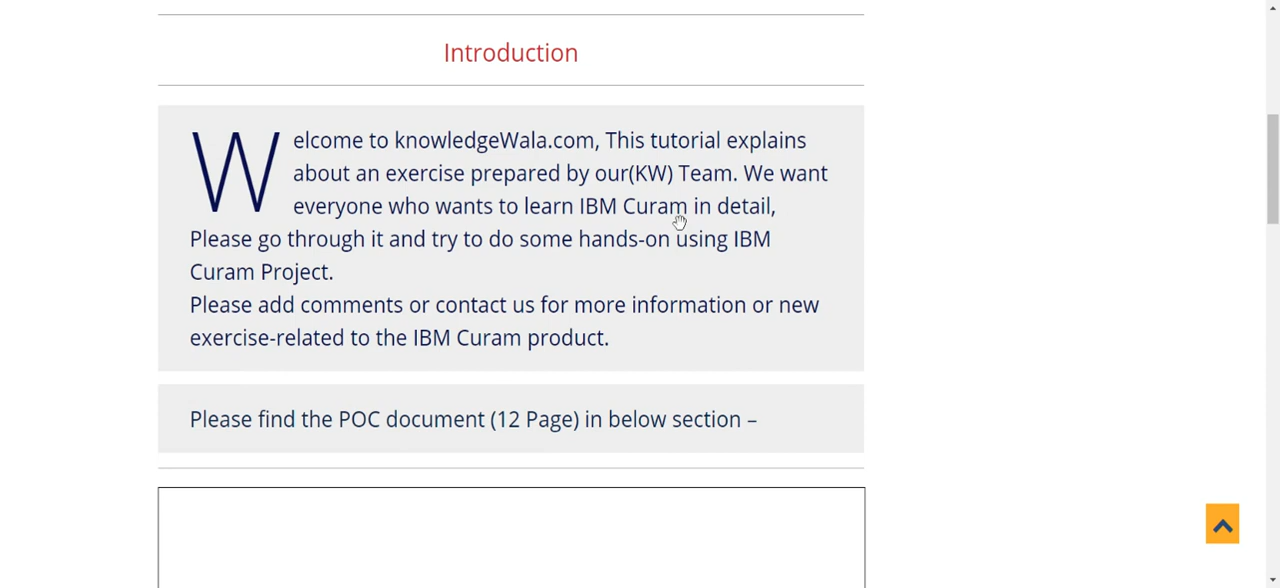 Introduction
Welcome to knowledgeWala.com, This tutorial explains
about an exercise prepared by our(KW) Team. We want
everyone who wants to learn IBM Curam in detail,
Please go through it and try to do some hands-on using IBM
Curam Project.
Please add comments or contact us for more information or new
exercise-related to the IBM Curam product.
Please find the POC document (12 Page) in below section –